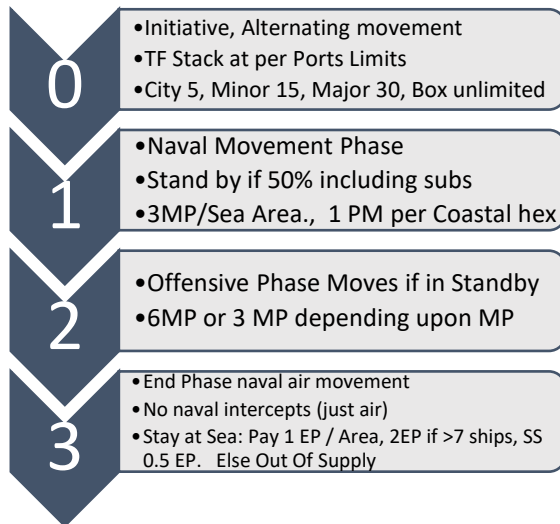 0
•Initiative, Alternating movement
•TF Stack at per Ports Limits
•City 5, Minor 15, Major 30, Box unlimited
1
•Naval Movement Phase
•Stand by if 50% including subs
•3MP/Sea Area., 1 PM per Coastal hex
2
•Offensive Phase Moves if in Standby
•6MP or 3 MP depending upon MP
3
•End Phase naval air movement
•No naval intercepts (just air)
•Stay at Sea: Pay 1 EP / Area, 2EP if >7 ships, SS
0.5 EP. Else Out Of Supply